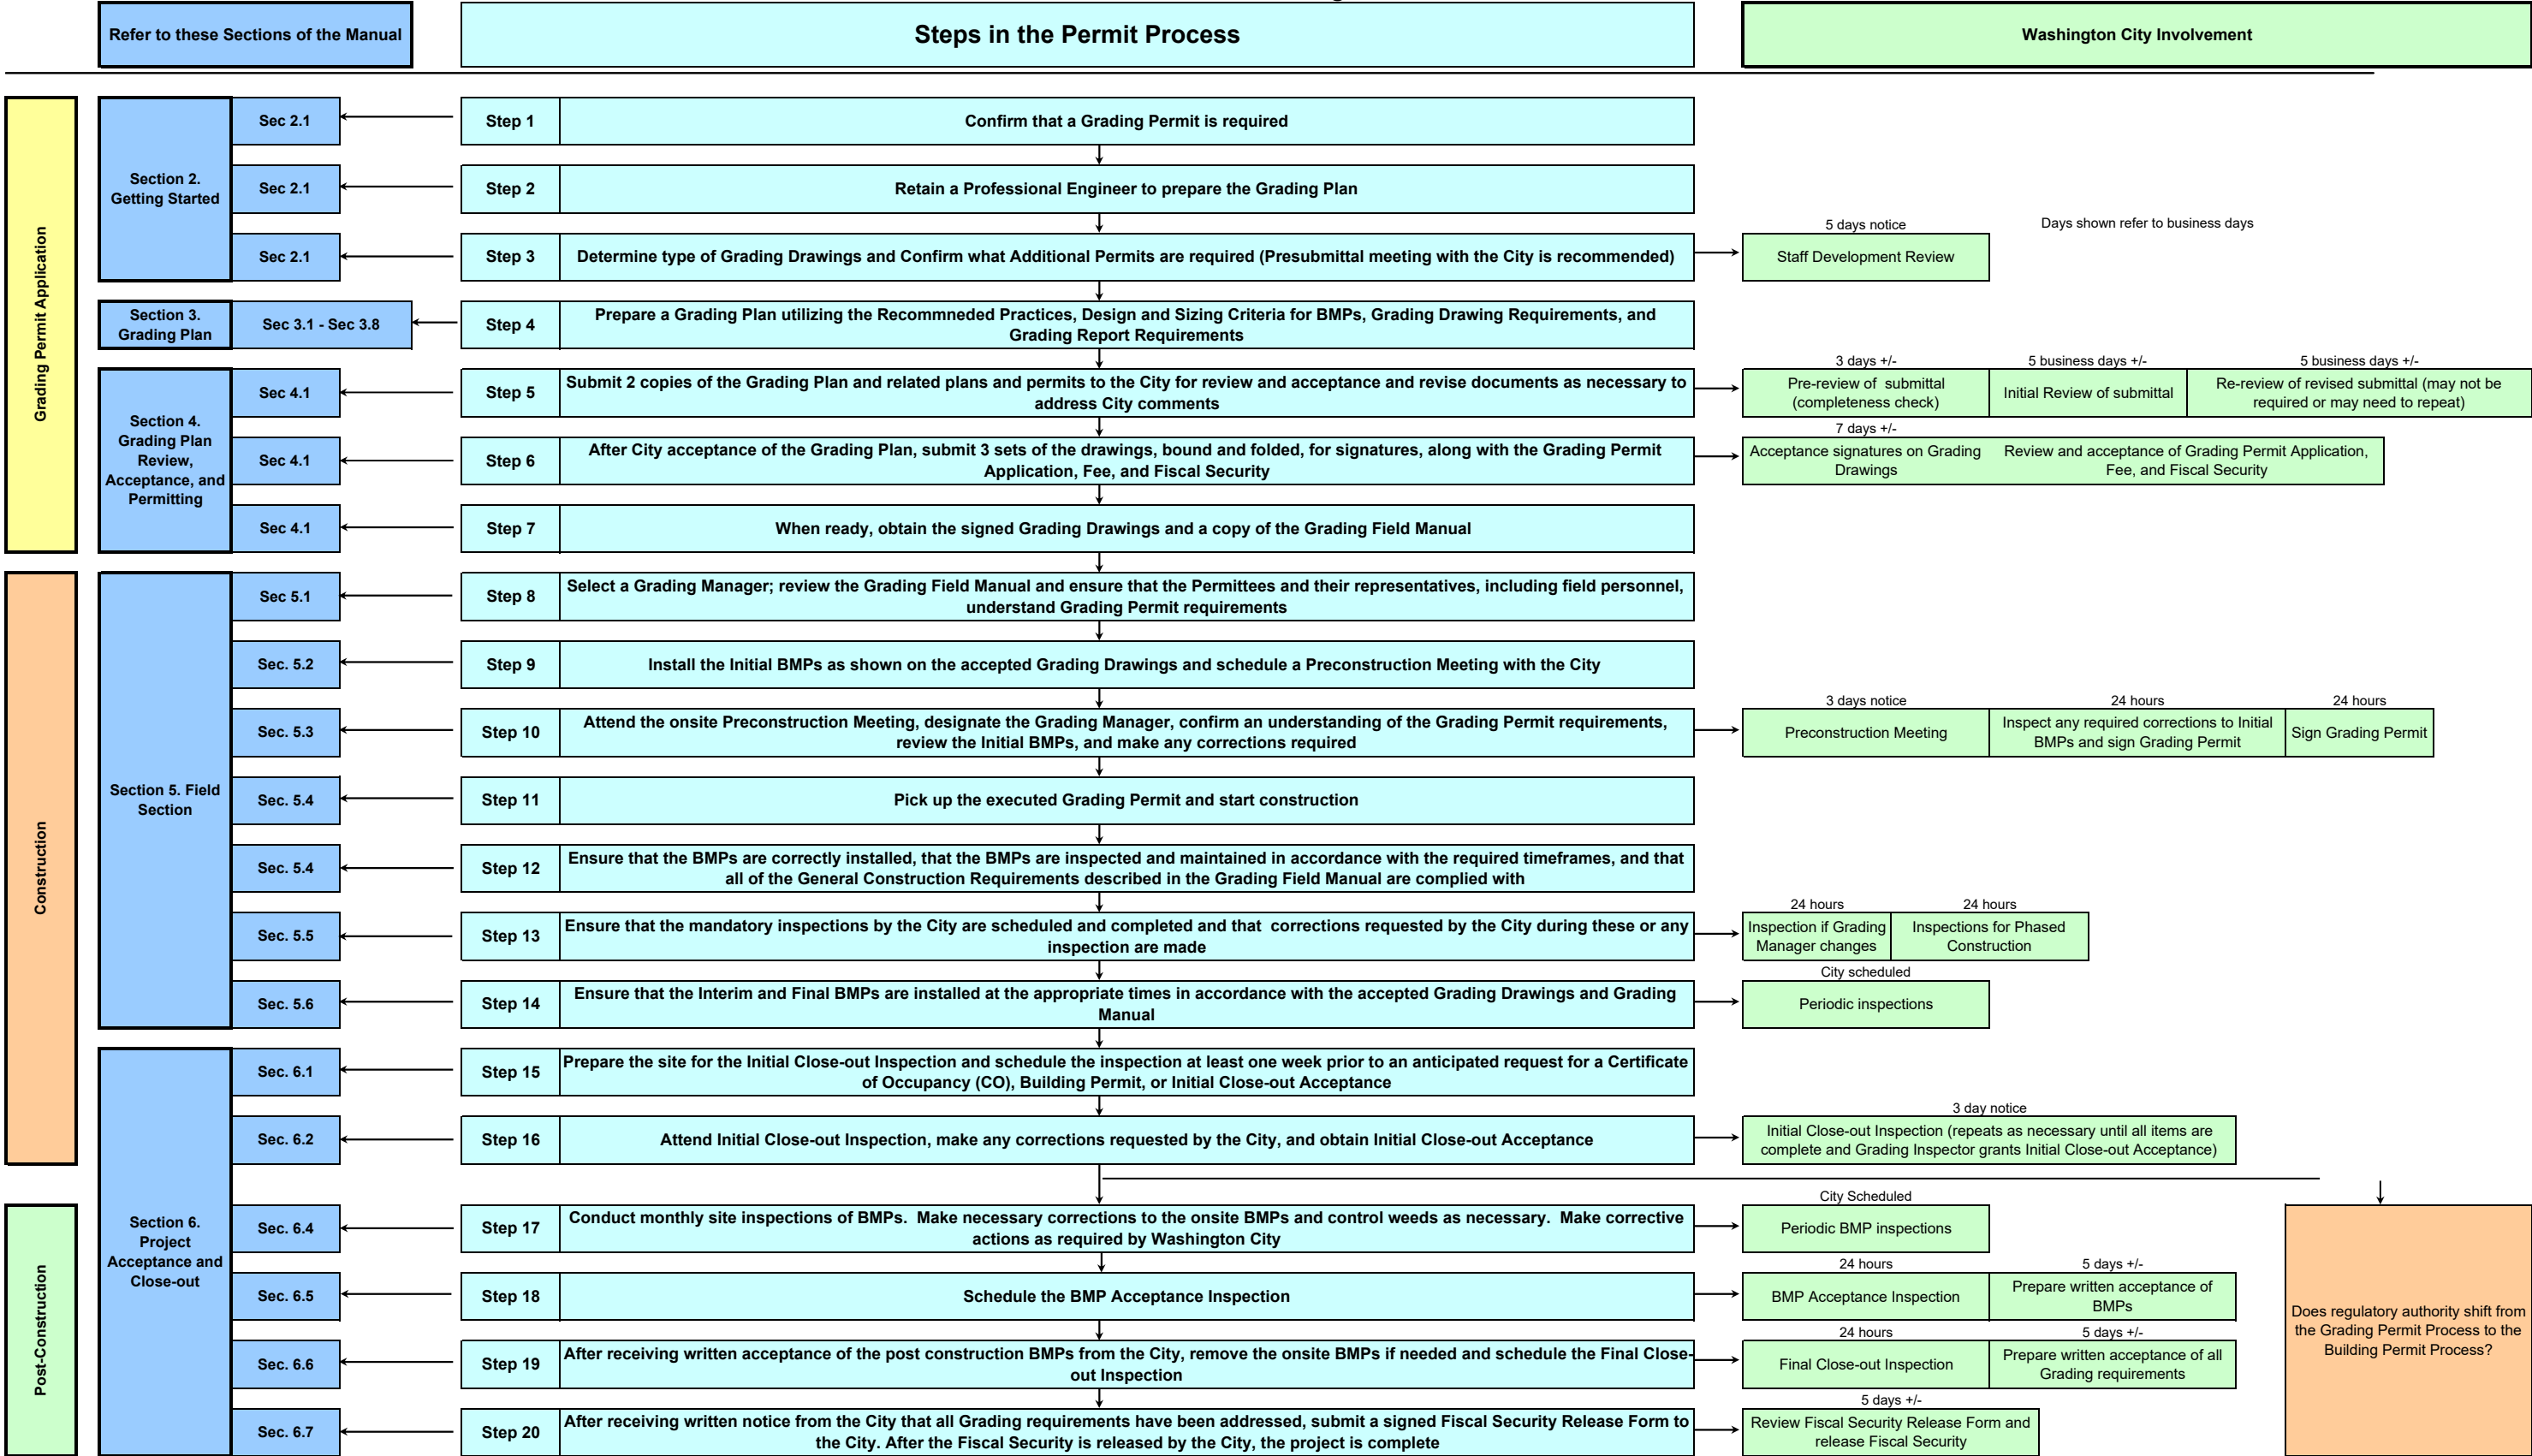 Refer to these Sections of the Manual
Steps in the Permit Process
Washington City Involvement
Grading Permit Application
Section 2.
Getting Started
Sec 2.1
Step 1
Confirm that a Grading Permit is required
Sec 2.1
Step 2
Retain a Professional Engineer to prepare the Grading Plan
5 days notice
Days shown refer to business days
Sec 2.1
Step 3
Determine type of Grading Drawings and Confirm what Additional Permits are required (Presubmittal meeting with the City is recommended)
Staff Development Review
Section 3.
Grading Plan
Sec 3.1 - Sec 3.8
Step 4
Prepare a Grading Plan utilizing the Recommneded Practices, Design and Sizing Criteria for BMPs, Grading Drawing Requirements, and
Grading Report Requirements
Section 4.
Grading Plan
Review,
Acceptance, and
Permitting
3 days +/-
5 business days +/-
5 business days +/-
Sec 4.1
Step 5
Submit 2 copies of the Grading Plan and related plans and permits to the City for review and acceptance and revise documents as necessary to
address City comments
Pre-review of submittal
(completeness check)
Initial Review of submittal
Re-review of revised submittal (may not be
required or may need to repeat)
7 days +/-
Sec 4.1
Step 6
After City acceptance of the Grading Plan, submit 3 sets of the drawings, bound and folded, for signatures, along with the Grading Permit
Application, Fee, and Fiscal Security
Acceptance signatures on Grading
Drawings
Review and acceptance of Grading Permit Application,
Fee, and Fiscal Security
Sec 4.1
Step 7
When ready, obtain the signed Grading Drawings and a copy of the Grading Field Manual
Construction
Section 5. Field
Section
Sec 5.1
Step 8
Select a Grading Manager; review the Grading Field Manual and ensure that the Permittees and their representatives, including field personnel,
understand Grading Permit requirements
Sec. 5.2
Step 9
Install the Initial BMPs as shown on the accepted Grading Drawings and schedule a Preconstruction Meeting with the City
3 days notice
24 hours
24 hours
Sec. 5.3
Step 10
Attend the onsite Preconstruction Meeting, designate the Grading Manager, confirm an understanding of the Grading Permit requirements,
review the Initial BMPs, and make any corrections required
Preconstruction Meeting
Inspect any required corrections to Initial
BMPs and sign Grading Permit
Sign Grading Permit
Sec. 5.4
Step 11
Pick up the executed Grading Permit and start construction
Sec. 5.4
Step 12
Ensure that the BMPs are correctly installed, that the BMPs are inspected and maintained in accordance with the required timeframes, and that
all of the General Construction Requirements described in the Grading Field Manual are complied with
24 hours
24 hours
Sec. 5.5
Step 13
Ensure that the mandatory inspections by the City are scheduled and completed and that corrections requested by the City during these or any
inspection are made
Inspection if Grading
Manager changes
Inspections for Phased
Construction
City scheduled
Sec. 5.6
Step 14
Ensure that the Interim and Final BMPs are installed at the appropriate times in accordance with the accepted Grading Drawings and Grading
Manual
Periodic inspections
Section 6.
Project
Acceptance and
Close-out
Sec. 6.1
Step 15
Prepare the site for the Initial Close-out Inspection and schedule the inspection at least one week prior to an anticipated request for a Certificate
of Occupancy (CO), Building Permit, or Initial Close-out Acceptance
3 day notice
Sec. 6.2
Step 16
Attend Initial Close-out Inspection, make any corrections requested by the City, and obtain Initial Close-out Acceptance
Initial Close-out Inspection (repeats as necessary until all items are
complete and Grading Inspector grants Initial Close-out Acceptance)
Post-Construction
City Scheduled
Sec. 6.4
Step 17
Conduct monthly site inspections of BMPs. Make necessary corrections to the onsite BMPs and control weeds as necessary. Make corrective
actions as required by Washington City
Periodic BMP inspections
24 hours
5 days +/-
Sec. 6.5
Step 18
Schedule the BMP Acceptance Inspection
BMP Acceptance Inspection
Prepare written acceptance of
BMPs
Does regulatory authority shift from
the Grading Permit Process to the
Building Permit Process?
24 hours
5 days +/-
Sec. 6.6
Step 19
After receiving written acceptance of the post construction BMPs from the City, remove the onsite BMPs if needed and schedule the Final Close-
out Inspection
Final Close-out Inspection
Prepare written acceptance of all
Grading requirements
5 days +/-
Sec. 6.7
Step 20
After receiving written notice from the City that all Grading requirements have been addressed, submit a signed Fiscal Security Release Form to
the City. After the Fiscal Security is released by the City, the project is complete
Review Fiscal Security Release Form and
release Fiscal Security